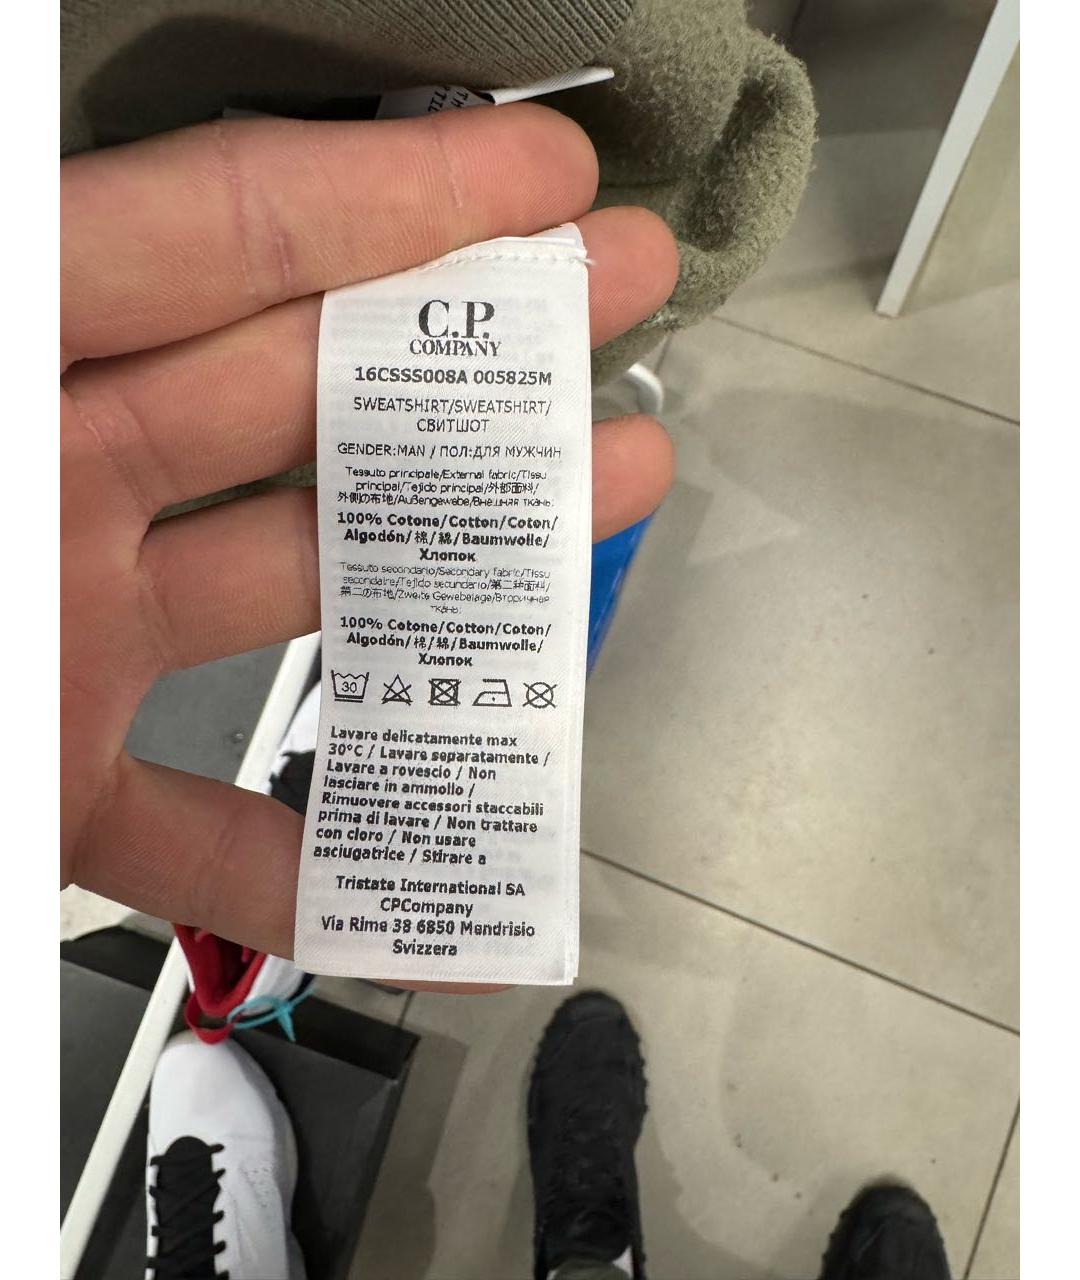 C.P.
COMPANY
16CSSS008A 005825M
SWEATSHIRT/SWEATSHIRT/
СВИТШОТ
GENDER:MAN / ПОЛ:ДЛЯ МУЖЧИН
Tessuto principale/External fabric/Tissu
principal/Tejido principal/外部面料/
外側の布地/Außengewebe/Внешняя ткань:
100% Cotone/Cotton/Coton/
Algodón/棉/綿/Baumwolle/
Хлопок
Tessuto secondario/Secondary fabric/Tissu
secondaire/Tejido secundario/第二种面料/
第二の布地/Zweite Gewebelage/Вторичная
ткань:
100% Cotone/Cotton/Coton/
Algodón/棉/綿/Baumwolle/
Хлопок
30
Lavare delicatamente max
30°C / Lavare separatamente /
Lavare a rovescio / Non
lasciare in ammollo /
Rimuovere accessori staccabili
prima di lavare / Non trattare
con cloro / Non usare
asciugatrice / Stirare a
Tristate International SA
CPCompany
Via Rime 38 6850 Mendrisio
Svizzera